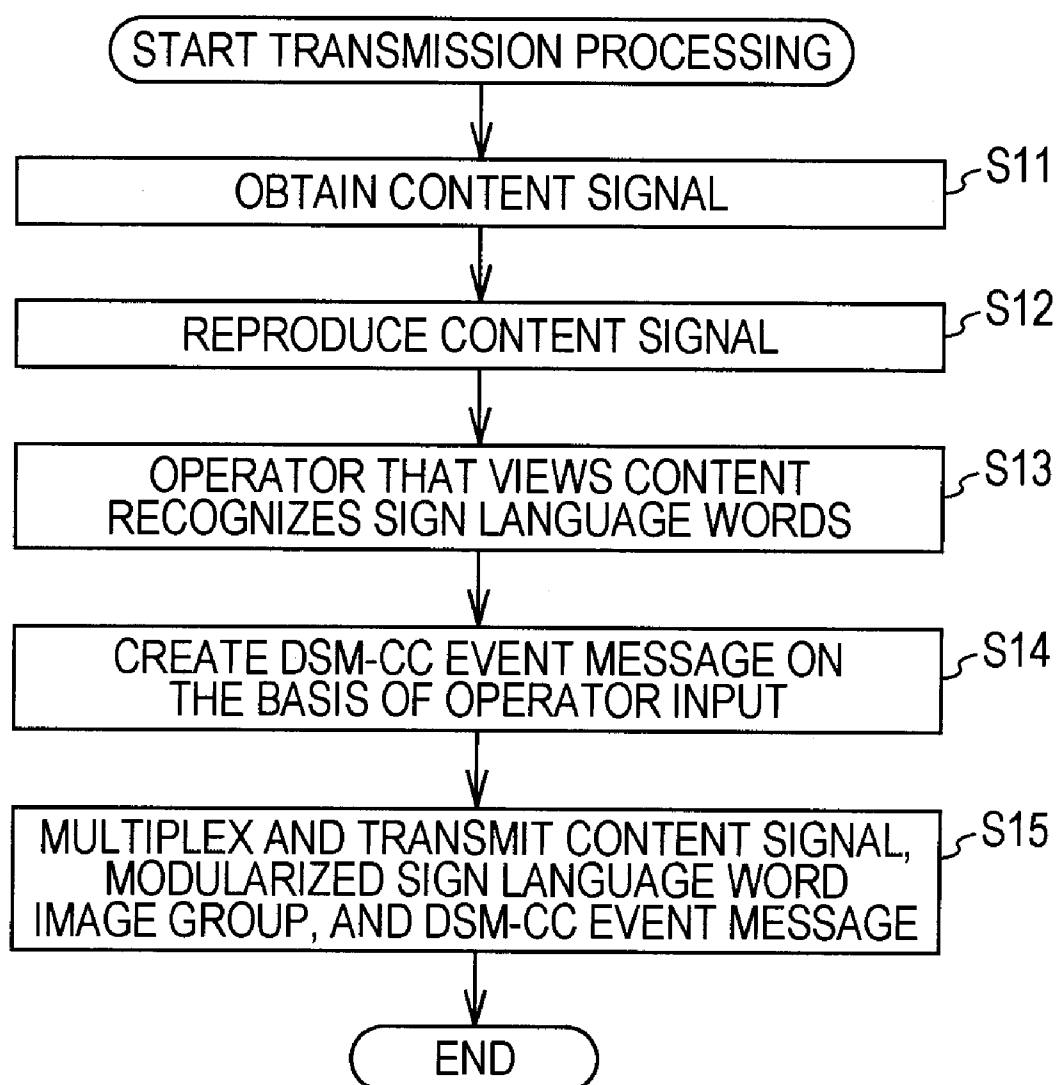 START TRANSMISSION PROCESSING
OBTAIN CONTENT SIGNAL
S11
REPRODUCE CONTENT SIGNAL
S12
OPERATOR THAT VIEWS CONTENT
RECOGNIZES SIGN LANGUAGE WORDS
S13
CREATE DSM-CC EVENT MESSAGE ON
THE BASIS OF OPERATOR INPUT
S14
MULTIPLEX AND TRANSMIT CONTENT SIGNAL,
MODULARIZED SIGN LANGUAGE WORD
IMAGE GROUP, AND DSM-CC EVENT MESSAGE
S15
END